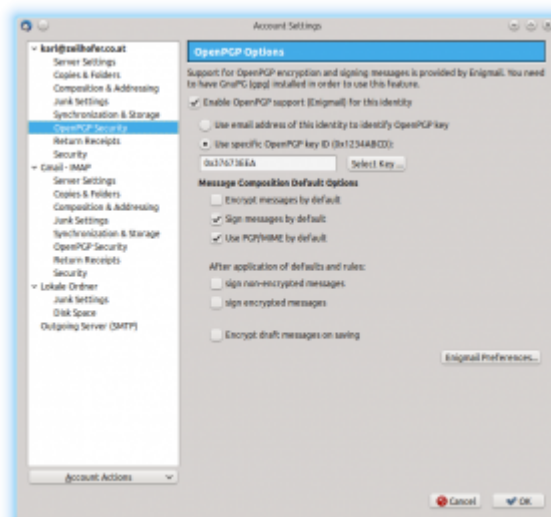 Account Settings
karl@zeilhofer.co.at
Server Settings
Copies & Folders
Composition & Addressing
Junk Settings
Synchronization & Storage
OpenPGP Security
Return Receipts
Security
Gmail - IMAP
Server Settings
Copies & Folders
Composition & Addressing
Junk Settings
Synchronization & Storage
OpenPGP Security
Return Receipts
Security
Lokale Ordner
Junk Settings
Disk Space
Outgoing Server (SMTP)
Account Actions
OpenPGP Options
Support for OpenPGP encryption and signing messages is provided by Enigmail. You need
to have GnuPG (gpg) installed in order to use this feature.
Enable OpenPGP support (Enigmail) for this identity
Use email address of this identity to identify OpenPGP key
Use specific OpenPGP key ID (0x1234ABCD):
0x37673EEA
Select Key ...
Message Composition Default Options
Encrypt messages by default
Sign messages by default
Use PGP/MIME by default
After application of defaults and rules:
sign non-encrypted messages
sign encrypted messages
Encrypt draft messages on saving
Enigmail Preferences...
Cancel
OK